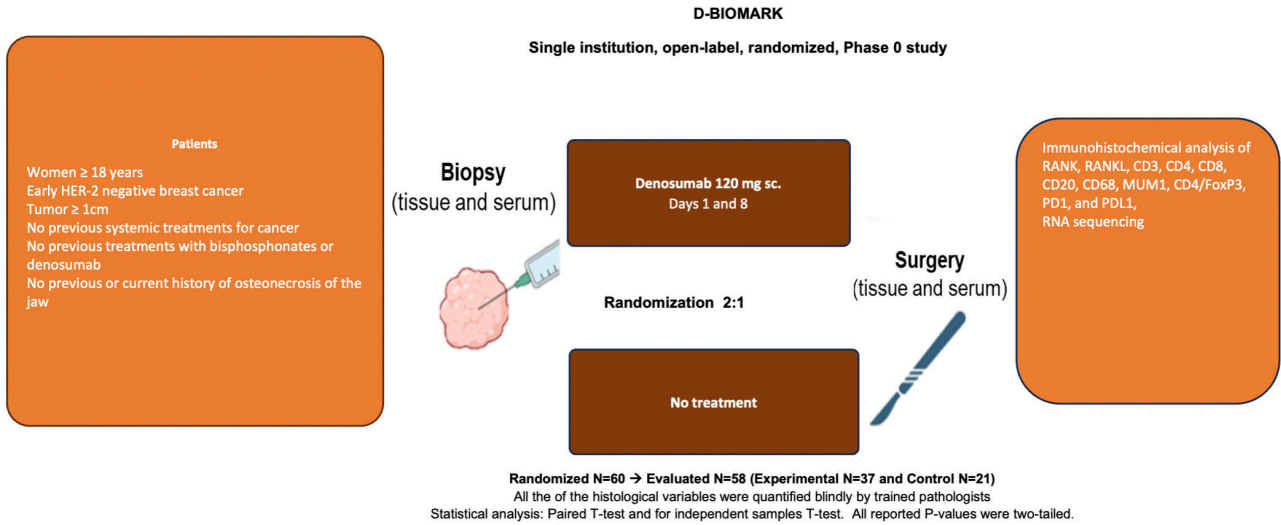 D-BIOMARK
Single institution, open-label, randomized, Phase 0 study
Patients
Women ≥ 18 years
Early HER-2 negative breast cancer
Tumor ≥ 1cm
No previous systemic treatments for cancer
No previous treatments with bisphosphonates or
denosumab
No previous or current history of osteonecrosis of the
jaw
Biopsy
(tissue and serum)
Denosumab 120 mg sc.
Days 1 and 8
Randomization 2:1
No treatment
Surgery
(tissue and serum)
Immunohistochemical analysis of
RANK, RANKL, CD3, CD4, CD8,
CD20, CD68, MUM1, CD4/FoxP3,
PD1, and PDL1,
RNA sequencing
Randomized N=60 → Evaluated N=58 (Experimental N=37 and Control N=21)
All the of the histological variables were quantified blindly by trained pathologists
Statistical analysis: Paired T-test and for independent samples T-test. All reported P-values were two-tailed.